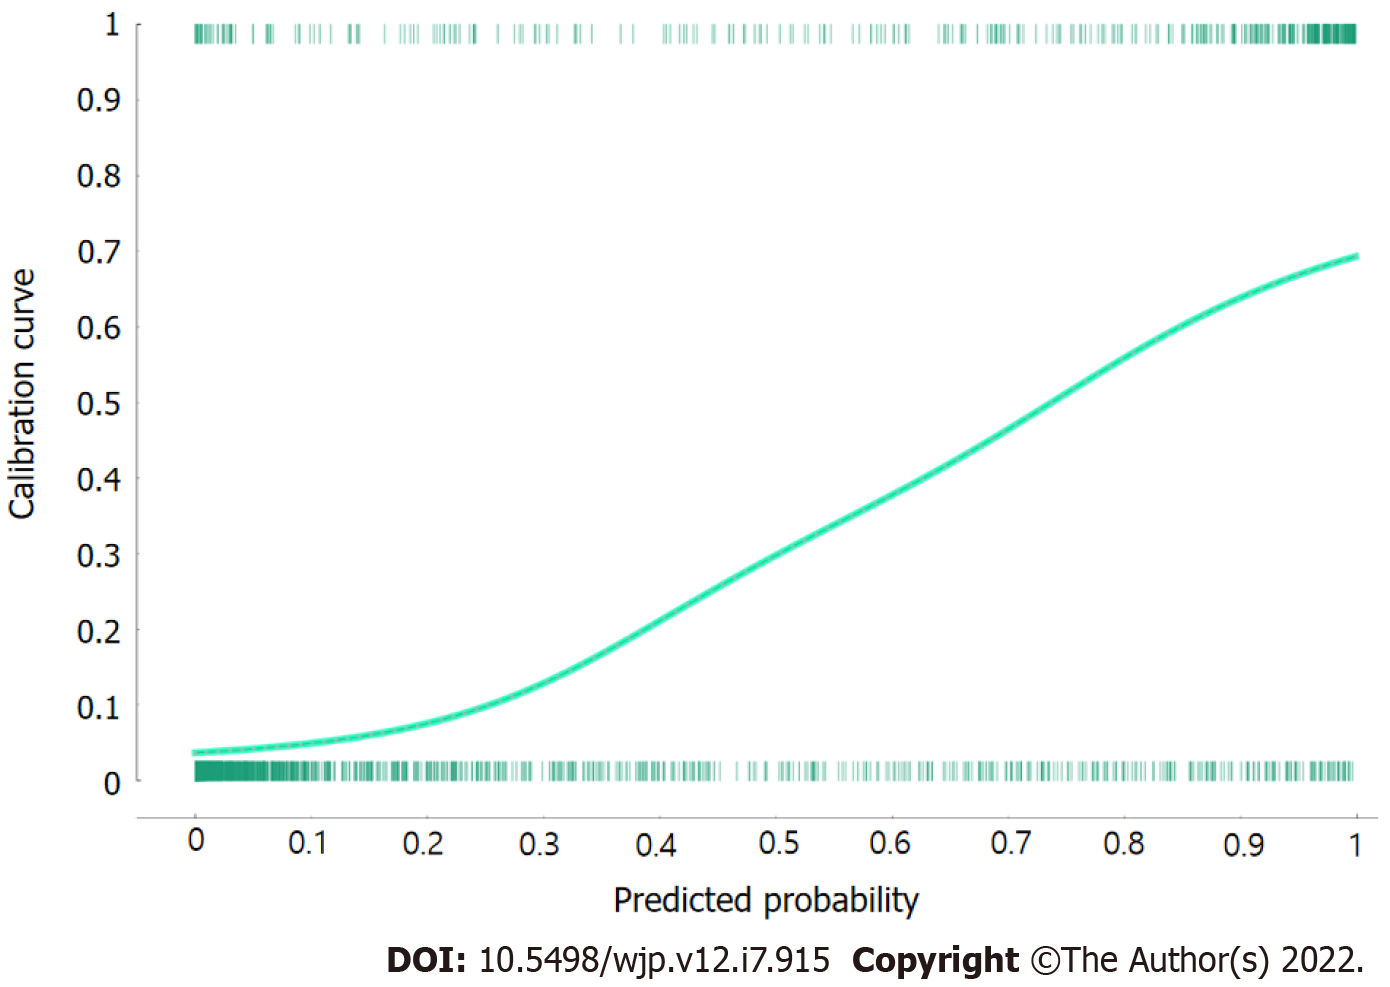 1
0.9
0.8
0.7
0.6
0.5
0.4
0.3
0.2
0.1
0
Calibration curve
0 0.1 0.2 0.3 0.4 0.5 0.6 0.7 0.8 0.9 1
Predicted probability
DOI: 10.5498/wjp.v12.i7.915 Copyright ©The Author(s) 2022.